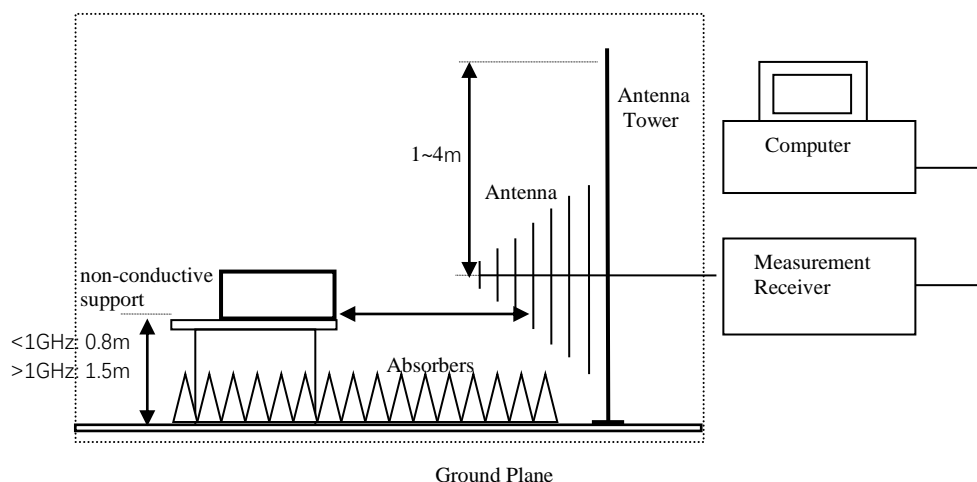 Antenna
Tower
1~4m
Antenna
Computer
non-conductive
support
Measurement
Receiver
<1GHz: 0.8m
>1GHz: 1.5m
Absorbers
Ground Plane